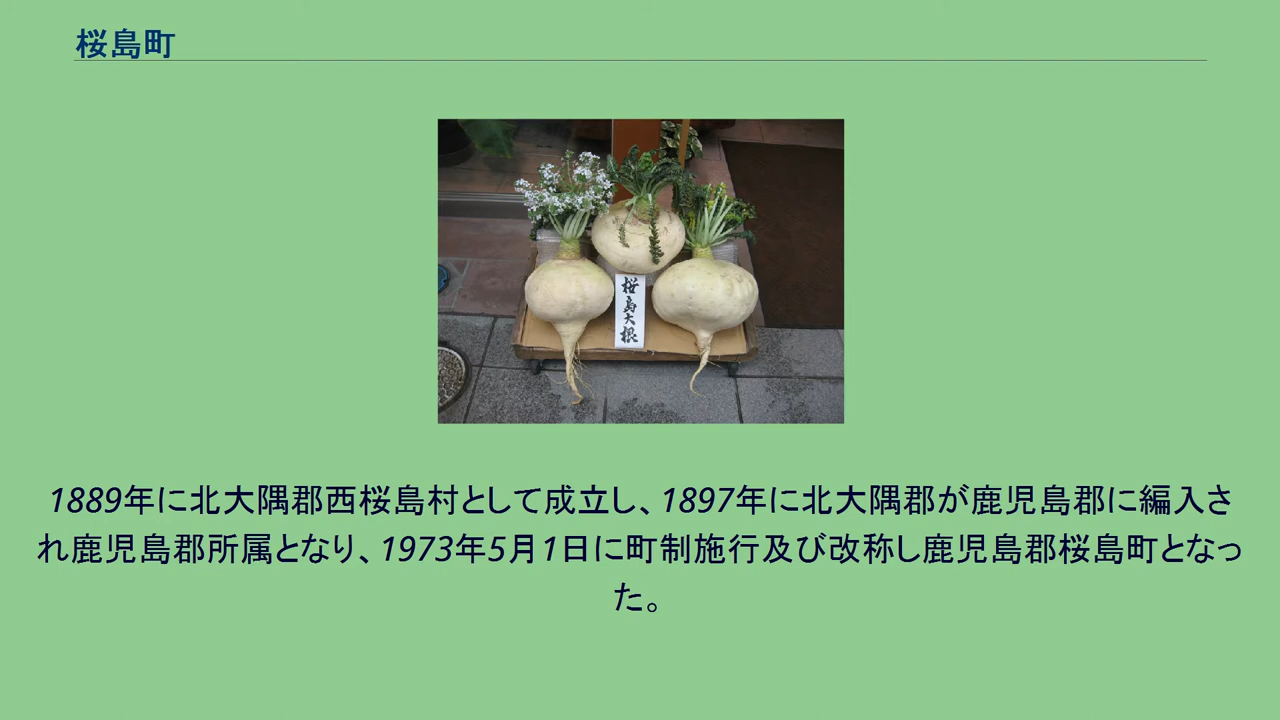 桜島町
桜島大根
1889年に北大隅郡西桜島村として成立し、1897年に北大隅郡が鹿児島郡に編入さ
れ鹿児島郡所属となり、1973年5月1日に町制施行及び改称し鹿児島郡桜島町となっ
た。